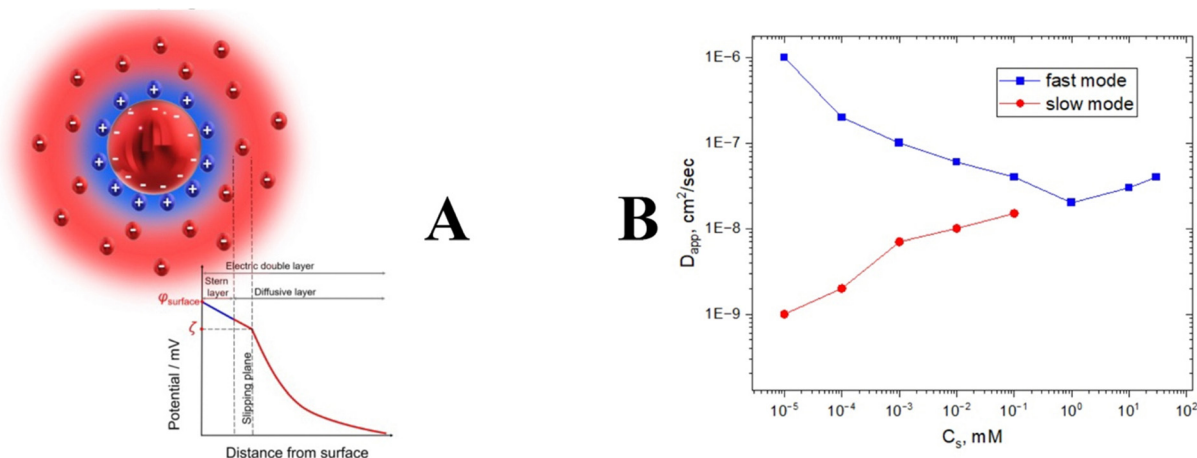 Electric double layer
Stern
layer
Diffusive layer
φsurface
ζ
Slipping plane
Potential / mV
Distance from surface
A
B
1E−6
1E−7
1E−8
1E−9
Dapp, cm²/sec
fast mode
slow mode
10⁻⁵ 10⁻⁴ 10⁻³ 10⁻² 10⁻¹ 10⁰ 10¹ 10²
Cs, mM